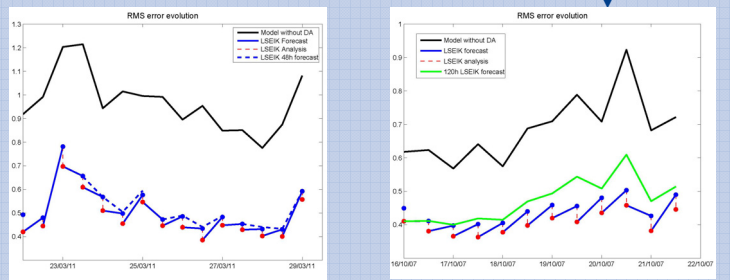 RMS error evolution
1.3
1.2
1.1
1
0.9
0.8
0.7
0.6
0.5
0.4
23/03/11
25/03/11
27/03/11
29/03/11
Model without DA
LSEIK Forecast
LSEIK Analysis
LSEIK 48h forecast
RMS error evolution
1
0.9
0.8
0.7
0.6
0.5
0.4
16/10/07
17/10/07
18/10/07
19/10/07
20/10/07
21/10/07
22/10/07
Model without DA
LSEIK forecast
LSEIK analysis
120h LSEIK forecast